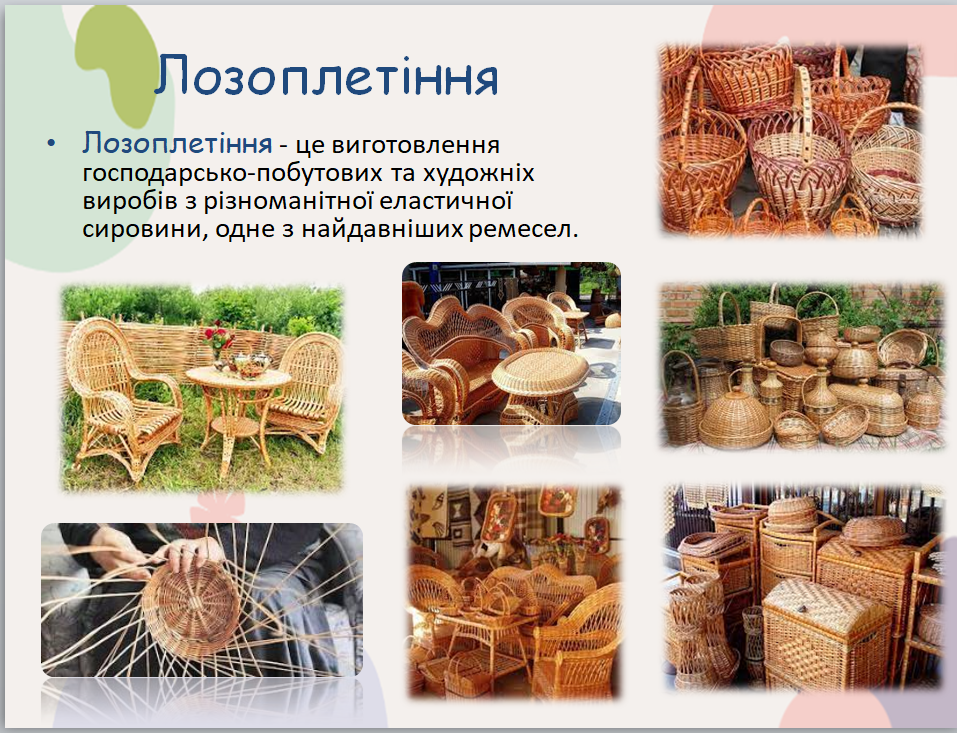 Лозоплетіння
• Лозоплетіння - це виготовлення
господарсько-побутових та художніх
виробів з різноманітної еластичної
сировини, одне з найдавніших ремесел.